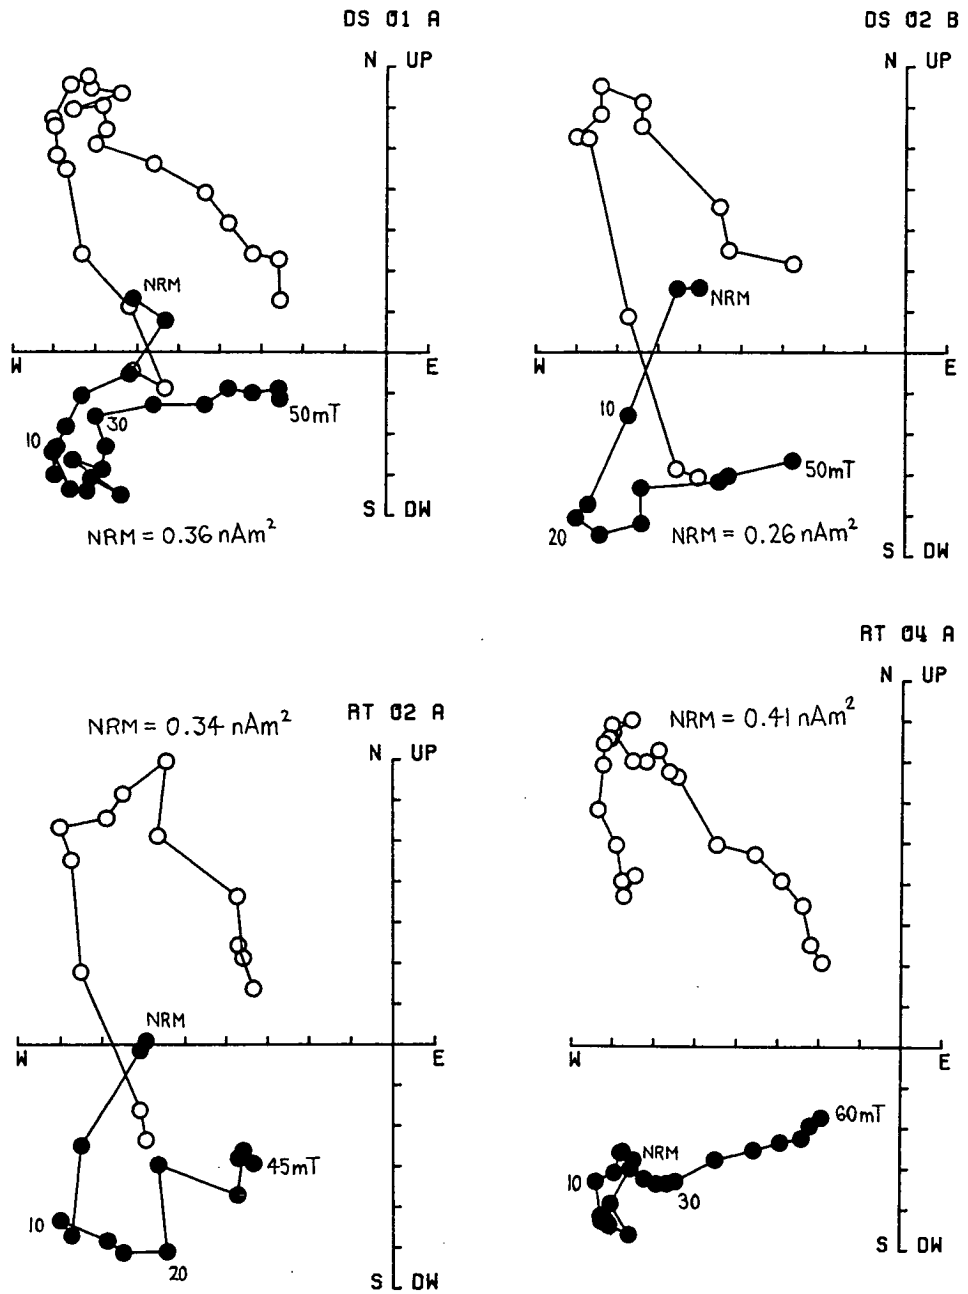 DS 01 A
N UP
NRM
W E
10
30
50mT
S DW
NRM = 0.36 nAm²
DS 02 B
N UP
NRM
W E
10
50mT
20
NRM = 0.26 nAm²
S DW
RT 02 A
NRM = 0.34 nAm²
N UP
NRM
W E
45mT
10
20
S DW
RT 04 A
N UP
NRM = 0.41 nAm²
W E
60mT
NRM
10
30
S DW